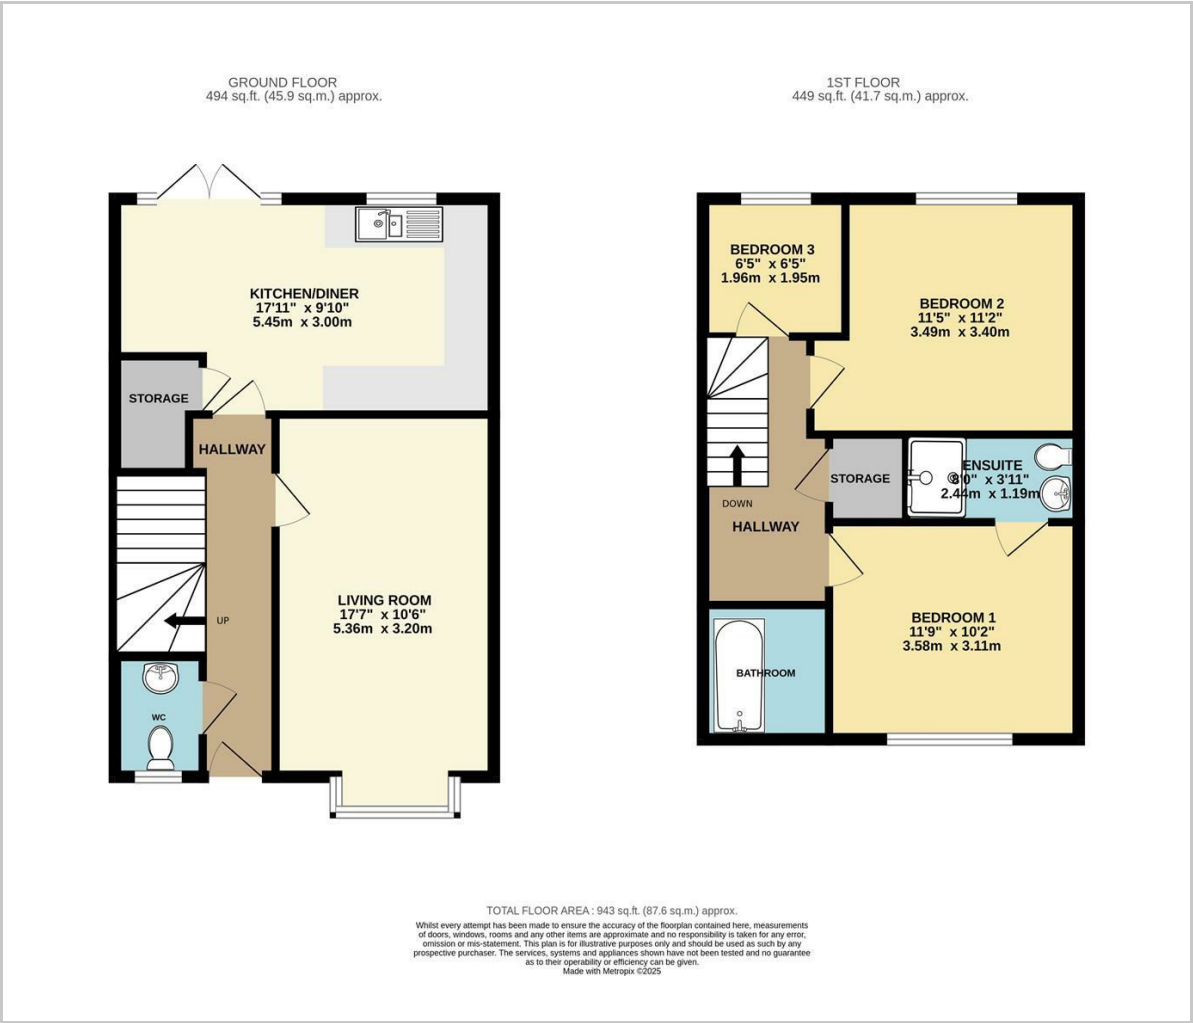 GROUND FLOOR
494 sq.ft. (45.9 sq.m.) approx.
KITCHEN/DINER
17'11" x 9'10"
5.45m x 3.00m
STORAGE
HALLWAY
LIVING ROOM
17'7" x 10'6"
5.36m x 3.20m
UP
WC
1ST FLOOR
449 sq.ft. (41.7 sq.m.) approx.
BEDROOM 3
6'5" x 6'5"
1.96m x 1.95m
BEDROOM 2
11'5" x 11'2"
3.49m x 3.40m
ENSUITE
8'0" x 3'11"
2.44m x 1.19m
STORAGE
DOWN
HALLWAY
BEDROOM 1
11'9" x 10'2"
3.58m x 3.11m
BATHROOM
TOTAL FLOOR AREA : 943 sq.ft. (87.6 sq.m.) approx.
Whilst every attempt has been made to ensure the accuracy of the floorplan contained here, measurements
of doors, windows, rooms and any other items are approximate and no responsibility is taken for any error,
omission or mis-statement. This plan is for illustrative purposes only and should be used as such by any
prospective purchaser. The services, systems and appliances shown have not been tested and no guarantee
as to their operability or efficiency can be given.
Made with Metropix ©2025